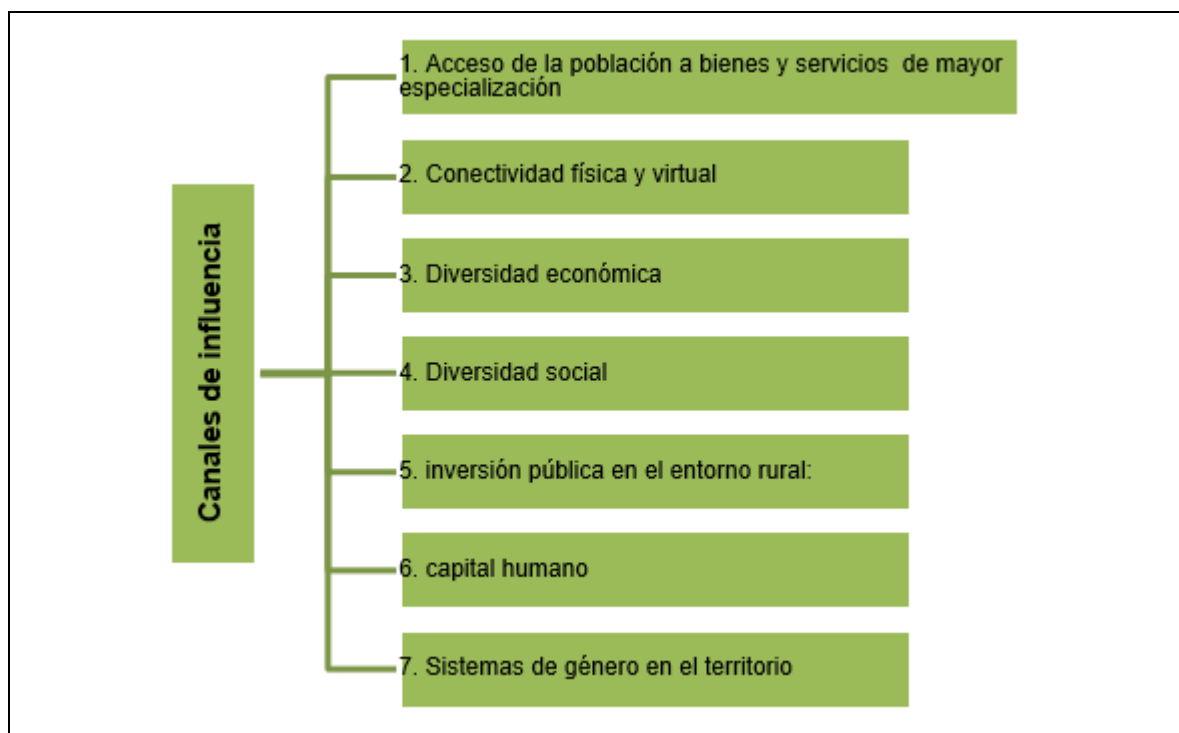 Canales de influencia
1. Acceso de la población a bienes y servicios de mayor
especialización
2. Conectividad física y virtual
3. Diversidad económica
4. Diversidad social
5. inversión pública en el entorno rural:
6. capital humano
7. Sistemas de género en el territorio